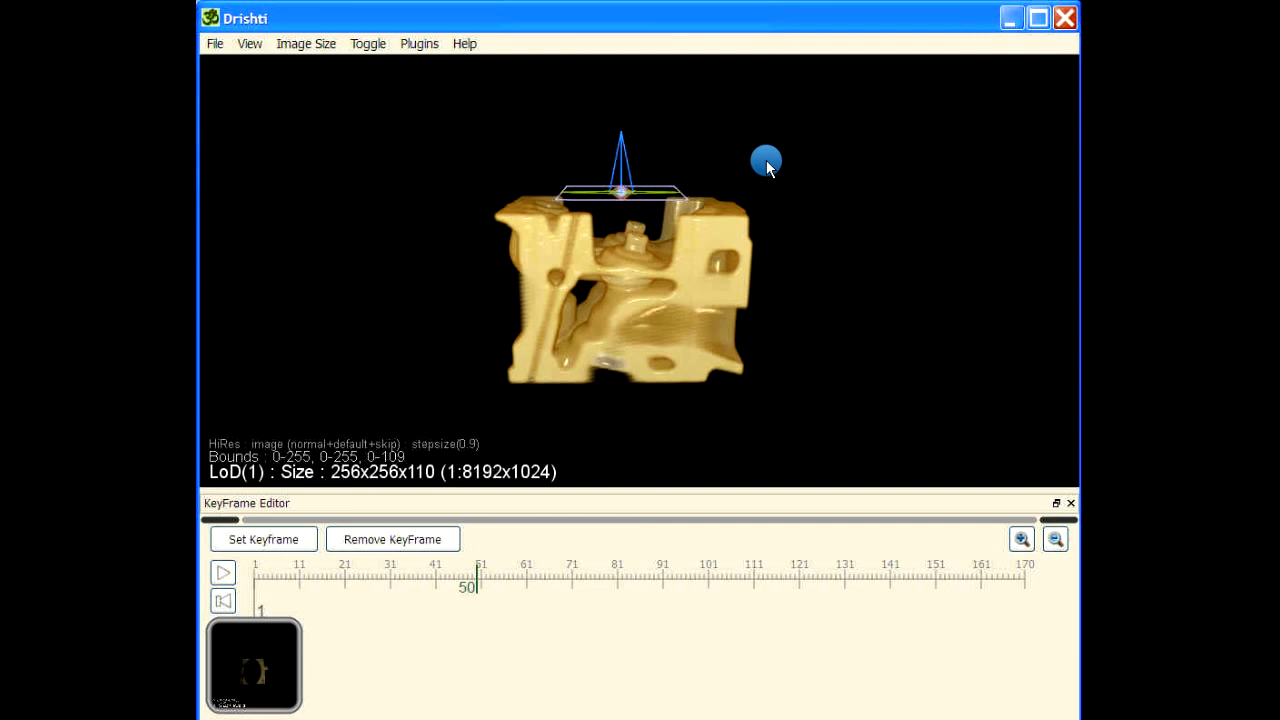 Drishti
File View Image Size Toggle Plugins Help
HiRes : image (normal+default+skip) : stepsize(0.9)
Bounds : 0-255, 0-255, 0-109
LoD(1) : Size : 256x256x110 (1:8192x1024)
KeyFrame Editor
Set Keyframe Remove KeyFrame
1 11 21 31 41 51 61 71 81 91 101 111 121 131 141 151 161 170
50
1